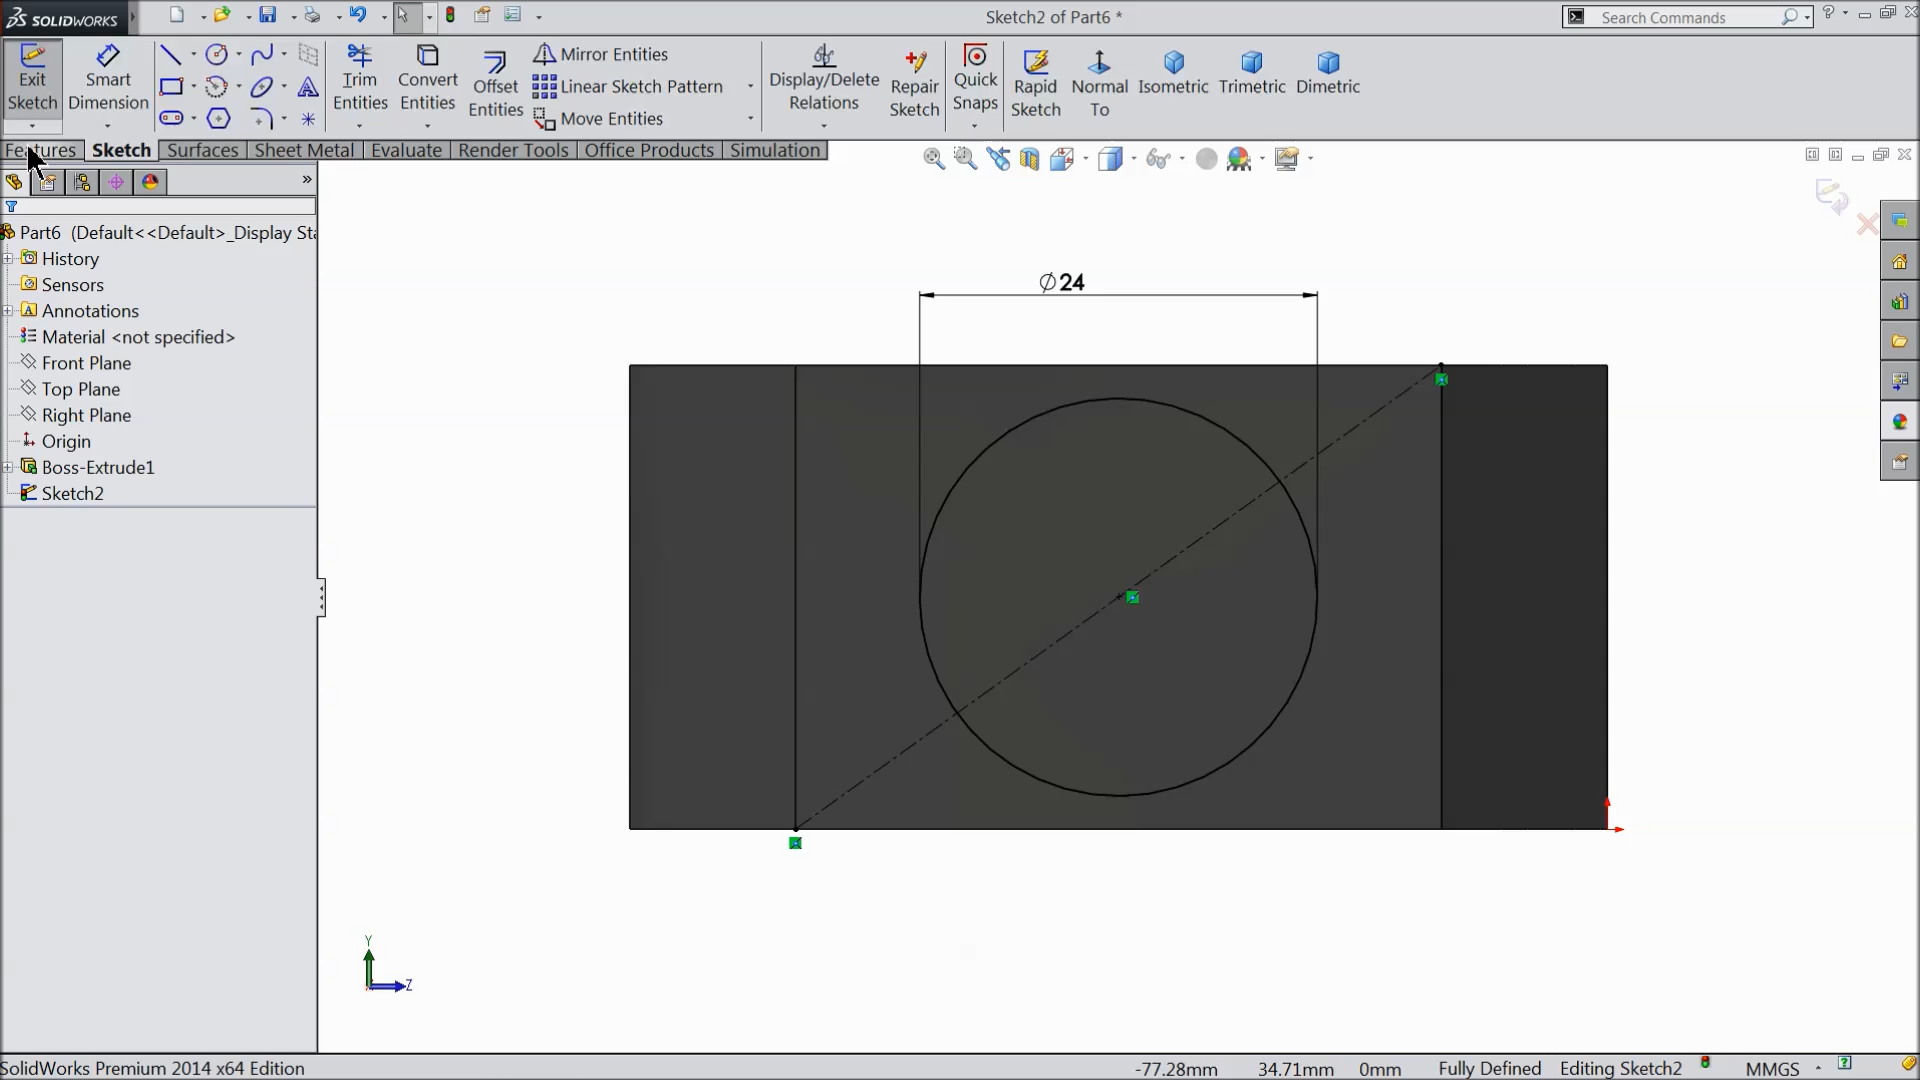 SOLIDWORKS
Sketch2 of Part6 *
Search Commands
Exit Sketch
Smart Dimension
Trim Entities
Convert Entities
Offset Entities
Mirror Entities
Linear Sketch Pattern
Move Entities
Display/Delete Relations
Repair Sketch
Quick Snaps
Rapid Sketch
Normal To
Isometric
Trimetric
Dimetric
Features
Sketch
Surfaces
Sheet Metal
Evaluate
Render Tools
Office Products
Simulation
Part6 (Default<<Default>_Display Sta
History
Sensors
Annotations
Material <not specified>
Front Plane
Top Plane
Right Plane
Origin
Boss-Extrude1
Sketch2
∅24
Y
Z
SolidWorks Premium 2014 x64 Edition
-77.28mm
34.71mm
0mm
Fully Defined
Editing Sketch2
MMGS